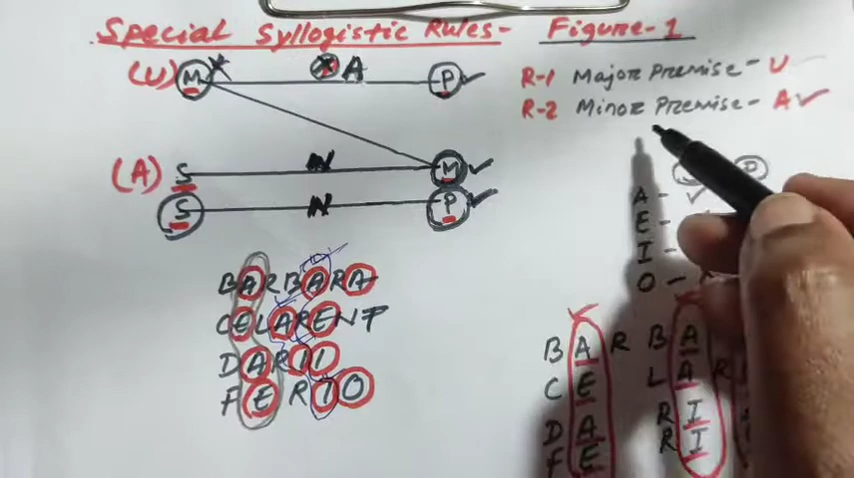 Special Syllogistic Rules- Figure-1
(U) M A P
R-1 Major Premise- U
R-2 Minor Premise- A
(A) S N M
S N P
A -
E -
I -
O -
BARBARA
CELARENT
DARII
FERIO
B A R B A
C E L A R
D A R I
F E R I